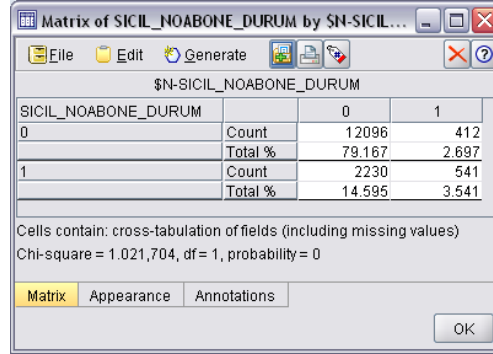 Matrix of SICIL_NOABONE_DURUM by $N-SICIL...
File Edit Generate
$N-SICIL_NOABONE_DURUM
SICIL_NOABONE_DURUM 0 1
0 Count 12096 412
Total % 79.167 2.697
1 Count 2230 541
Total % 14.595 3.541
Cells contain: cross-tabulation of fields (including missing values)
Chi-square = 1.021,704, df = 1, probability = 0
Matrix Appearance Annotations
OK